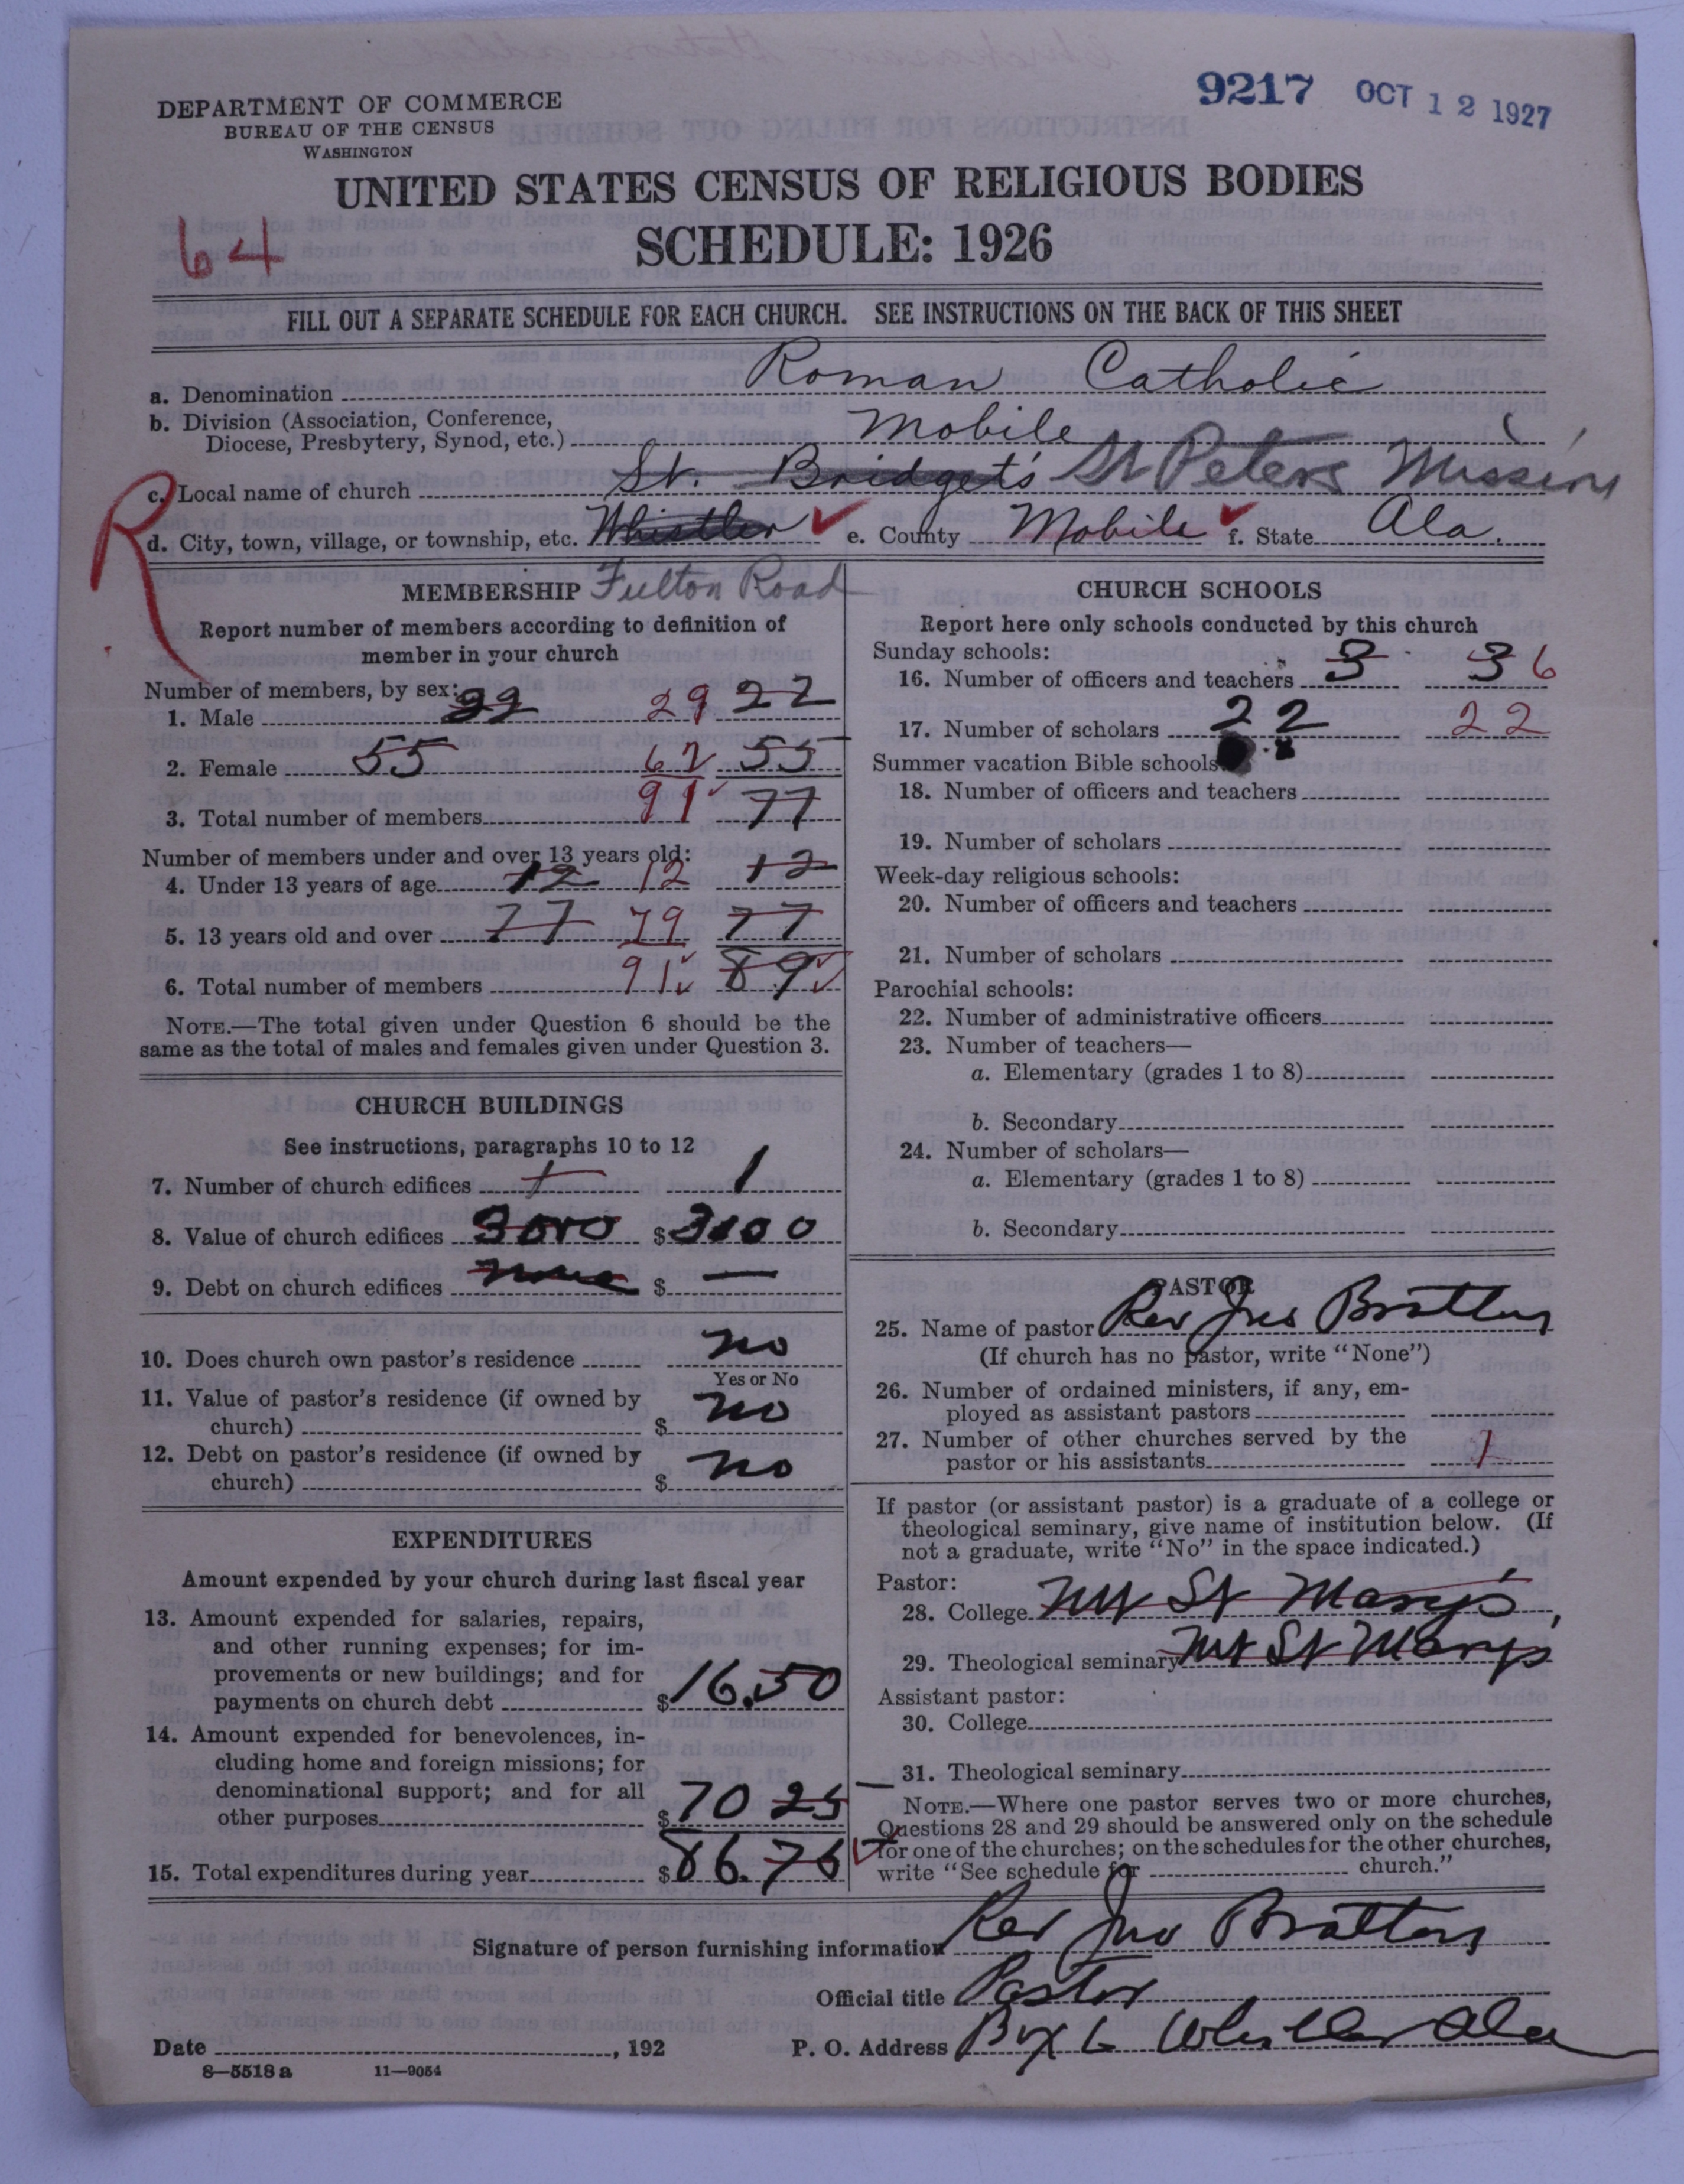 9217 OCT 12 1927
DEPARTMENT OF COMMERCE
BUREAU OF THE CENSUS
WASHINGTON
UNITED STATES CENSUS OF RELIGIOUS BODIES
64
SCHEDULE: 1926
FILL OUT A SEPARATE SCHEDULE FOR EACH CHURCH. SEE INSTRUCTIONS ON THE BACK OF THIS SHEET
a. Denomination Roman Catholic
b. Division (Association, Conference,
Diocese, Presbytery, Synod, etc.) Mobile
R
c. Local name of church St. Bridget's St Peters Mission
d. City, town, village, or township, etc. Whistler e. County Mobile f. State Ala.
MEMBERSHIP Fulton Road
Report number of members according to definition of
member in your church
Number of members, by sex:
1. Male 22 29 22
2. Female 55 62 55
3. Total number of members 91 77
Number of members under and over 13 years old:
4. Under 13 years of age 12 12 12
5. 13 years old and over 77 79 77
6. Total number of members 91 89
NOTE.—The total given under Question 6 should be the
same as the total of males and females given under Question 3.
CHURCH BUILDINGS
See instructions, paragraphs 10 to 12
7. Number of church edifices 1 1
8. Value of church edifices 3000 $3000
9. Debt on church edifices none $ —
10. Does church own pastor's residence no
Yes or No
11. Value of pastor's residence (if owned by
church) $ no
12. Debt on pastor's residence (if owned by
church) $ no
EXPENDITURES
Amount expended by your church during last fiscal year
13. Amount expended for salaries, repairs,
and other running expenses; for im-
provements or new buildings; and for
payments on church debt $16.50
14. Amount expended for benevolences, in-
cluding home and foreign missions; for
denominational support; and for all
other purposes $70 25
15. Total expenditures during year $86.75
CHURCH SCHOOLS
Report here only schools conducted by this church
Sunday schools:
16. Number of officers and teachers 3 3 6
17. Number of scholars 22 22
Summer vacation Bible schools:
18. Number of officers and teachers
19. Number of scholars
Week-day religious schools:
20. Number of officers and teachers
21. Number of scholars
Parochial schools:
22. Number of administrative officers
23. Number of teachers—
a. Elementary (grades 1 to 8)
b. Secondary
24. Number of scholars—
a. Elementary (grades 1 to 8)
b. Secondary
PASTOR
25. Name of pastor Rev Jno
(If church has no pastor, write "None")
26. Number of ordained ministers, if any, em-
ployed as assistant pastors
27. Number of other churches served by the
pastor or his assistants 1
If pastor (or assistant pastor) is a graduate of a college or
theological seminary, give name of institution below. (If
not a graduate, write "No" in the space indicated.)
Pastor:
28. College Mt St Mary's
29. Theological seminary Mt St Marys
Assistant pastor:
30. College
31. Theological seminary
NOTE.—Where one pastor serves two or more churches,
Questions 28 and 29 should be answered only on the schedule
for one of the churches; on the schedules for the other churches,
write "See schedule for church."
Signature of person furnishing information Rev Jno
Official title Pastor
Date , 192 P. O. Address Box 6 Whistler Ala
8—5518 a 11—9054